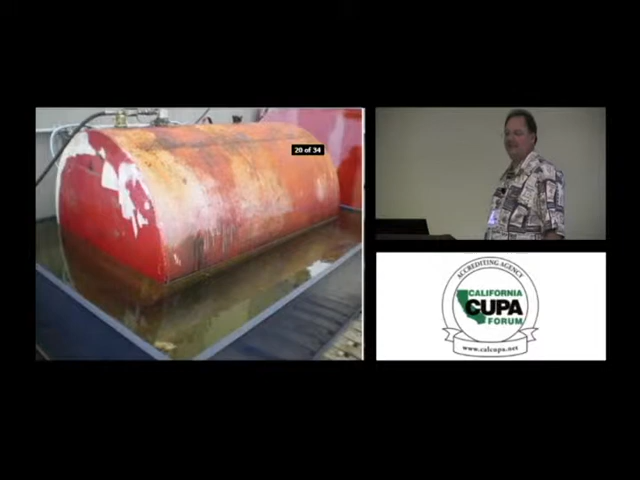 20 of 34
ACCREDITING AGENCY
CALIFORNIA
CUPA
FORUM
www.calcupa.net